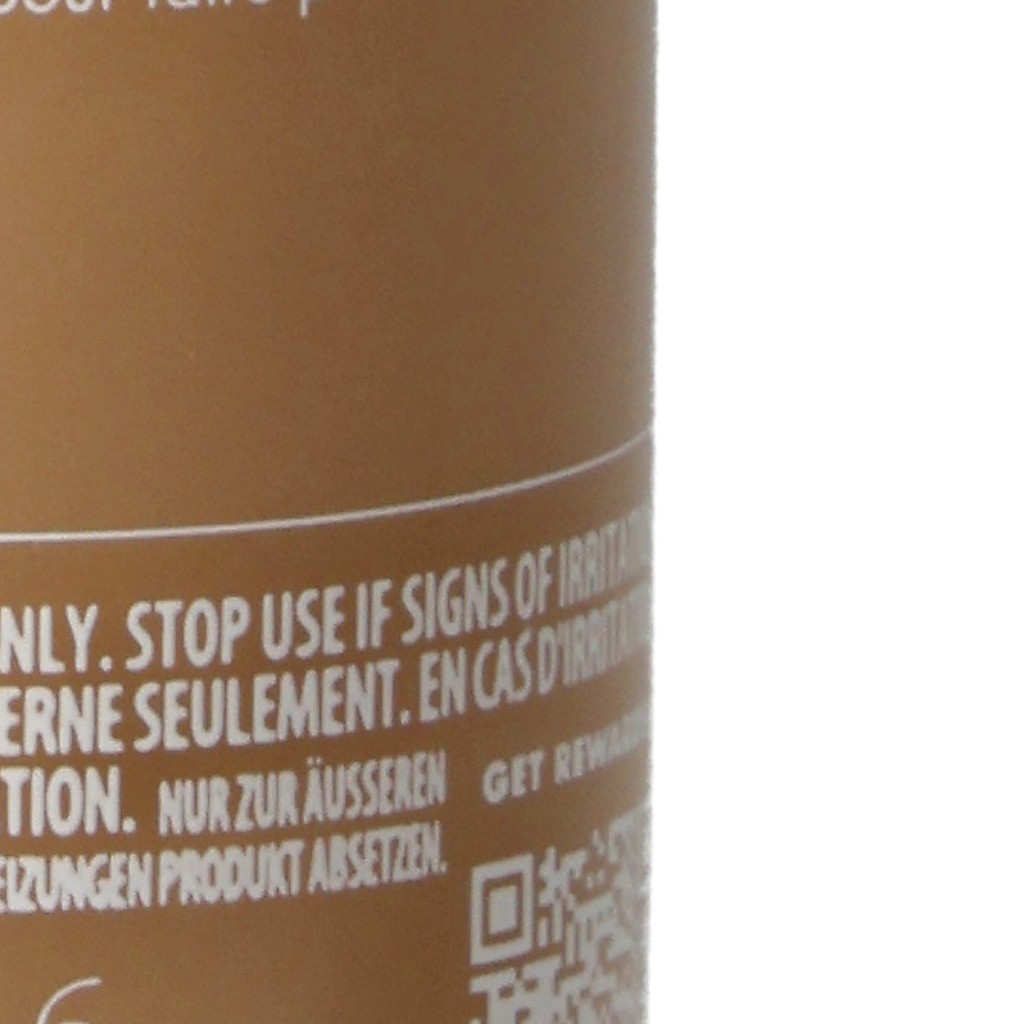 NLY. STOP USE IF SIGNS OF
ERNE SEULEMENT. EN CAS
TION. NUR ZUR ÄUSSEREN
EIZUNGEN PRODUKT ABSETZEN.
GET